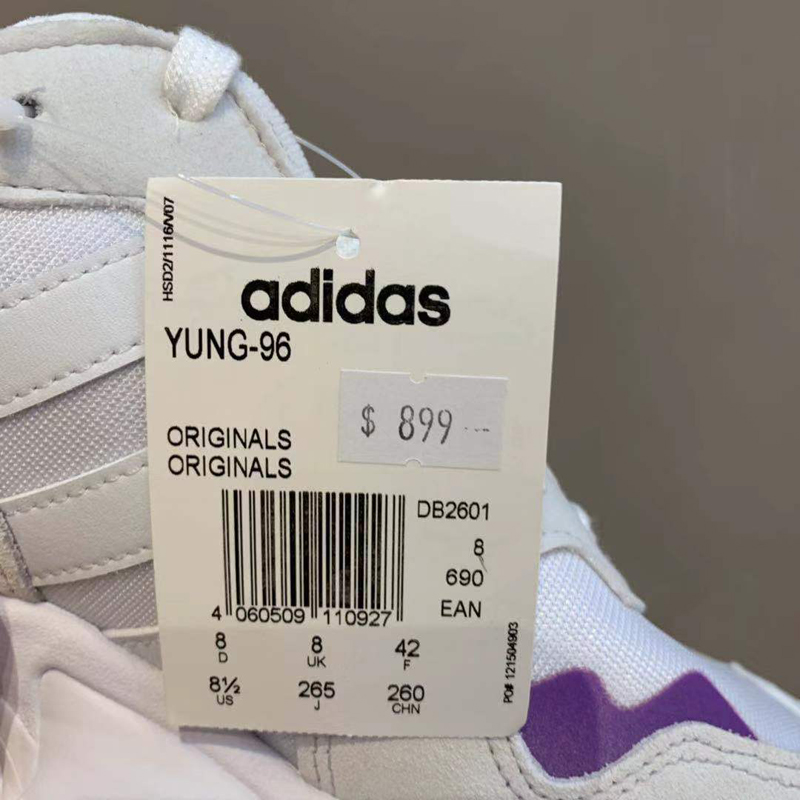 HSD2/1116/V07
adidas
YUNG-96
$ 899.--
ORIGINALS
ORIGINALS
DB2601
8
690
EAN
4 060509 110927
8 8 42
D UK F
8½ 265 260
US J CHN
PO# 121504903